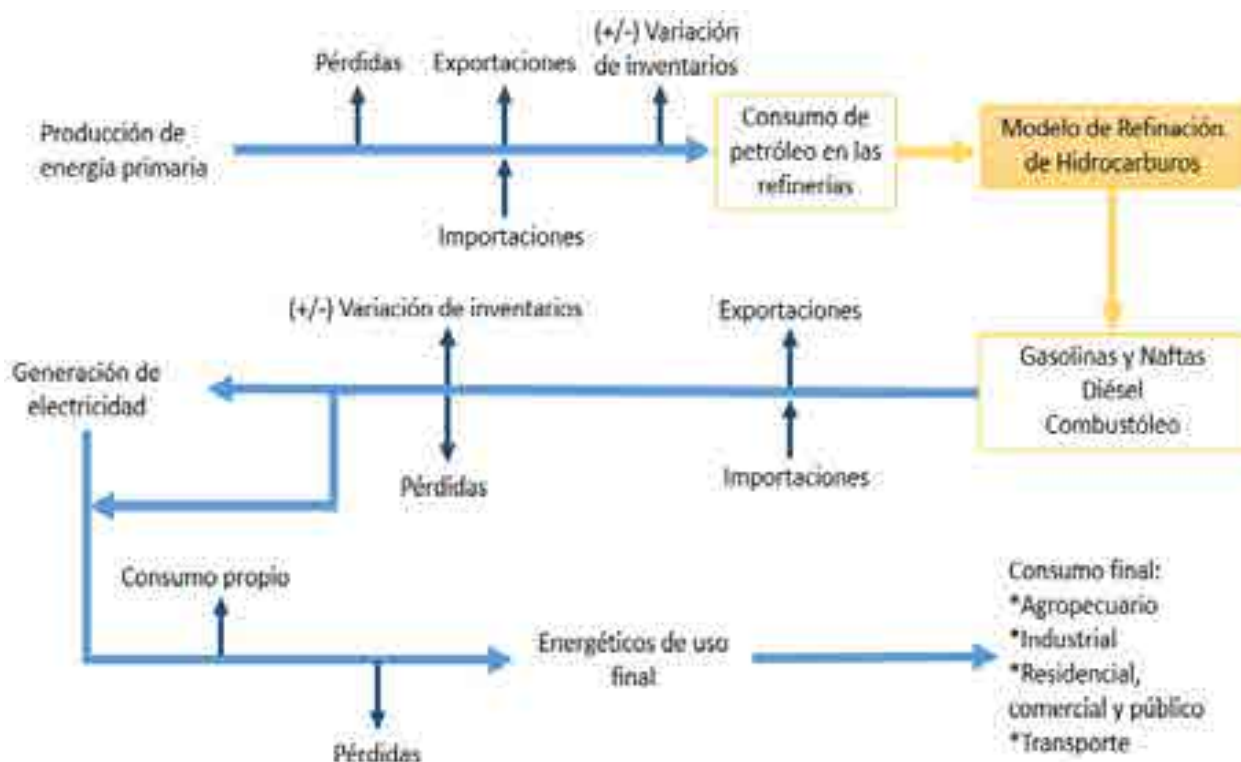 (+/-) Variación
de inventarios
Pérdidas
Exportaciones
Producción de
energía primaria
Importaciones
Consumo de
petróleo en las
refinerías
Modelo de Refinación
de Hidrocarburos
(+/-) Variación de inventarios
Exportaciones
Generación de
electricidad
Gasolinas y Naftas
Diésel
Combustóleo
Pérdidas
Importaciones
Consumo propio
Energéticos de uso
final
Pérdidas
Consumo final:
*Agropecuario
*Industrial
*Residencial,
comercial y público
*Transporte